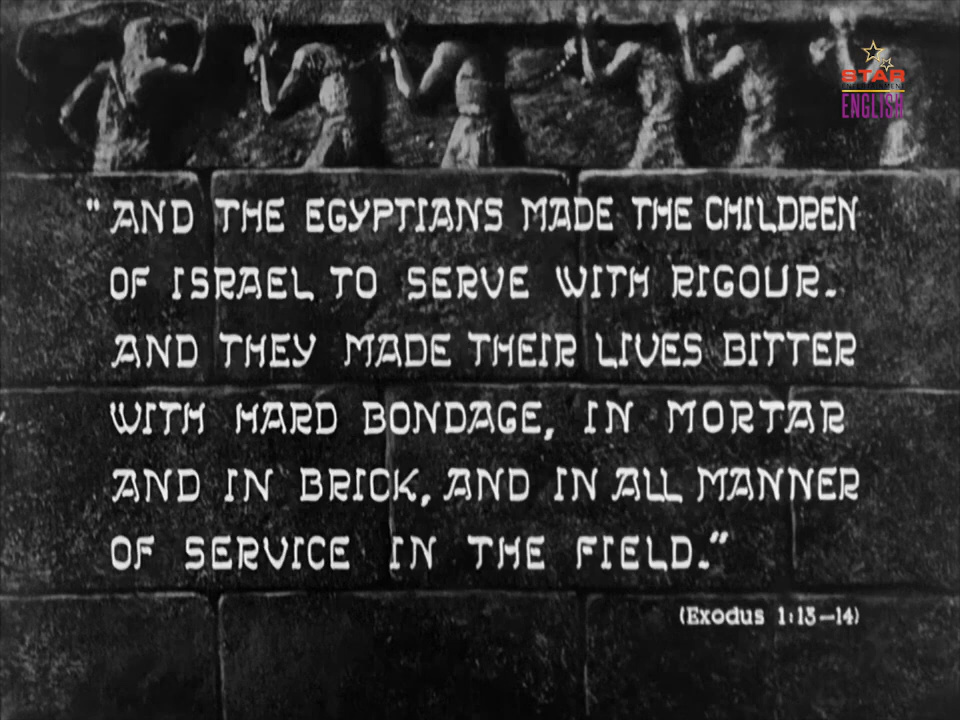 STAR
ENGLISH
"AND THE EGYPTIANS MADE THE CHILDREN
OF ISRAEL TO SERVE WITH RIGOUR.
AND THEY MADE THEIR LIVES BITTER
WITH HARD BONDAGE, IN MORTAR
AND IN BRICK, AND IN ALL MANNER
OF SERVICE IN THE FIELD."
(Exodus 1:13-14)